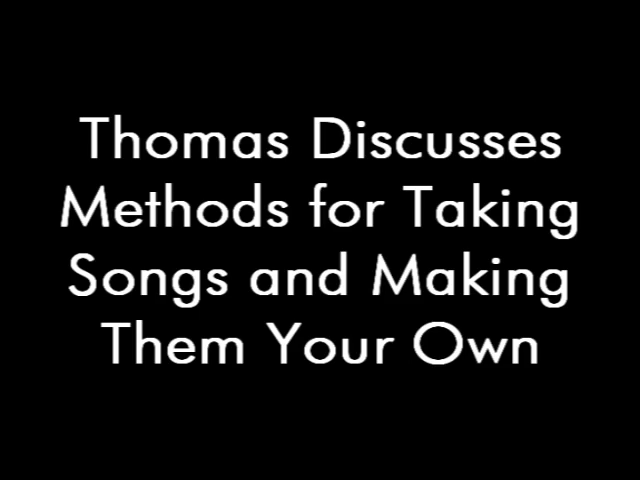 Thomas Discusses
Methods for Taking
Songs and Making
Them Your Own